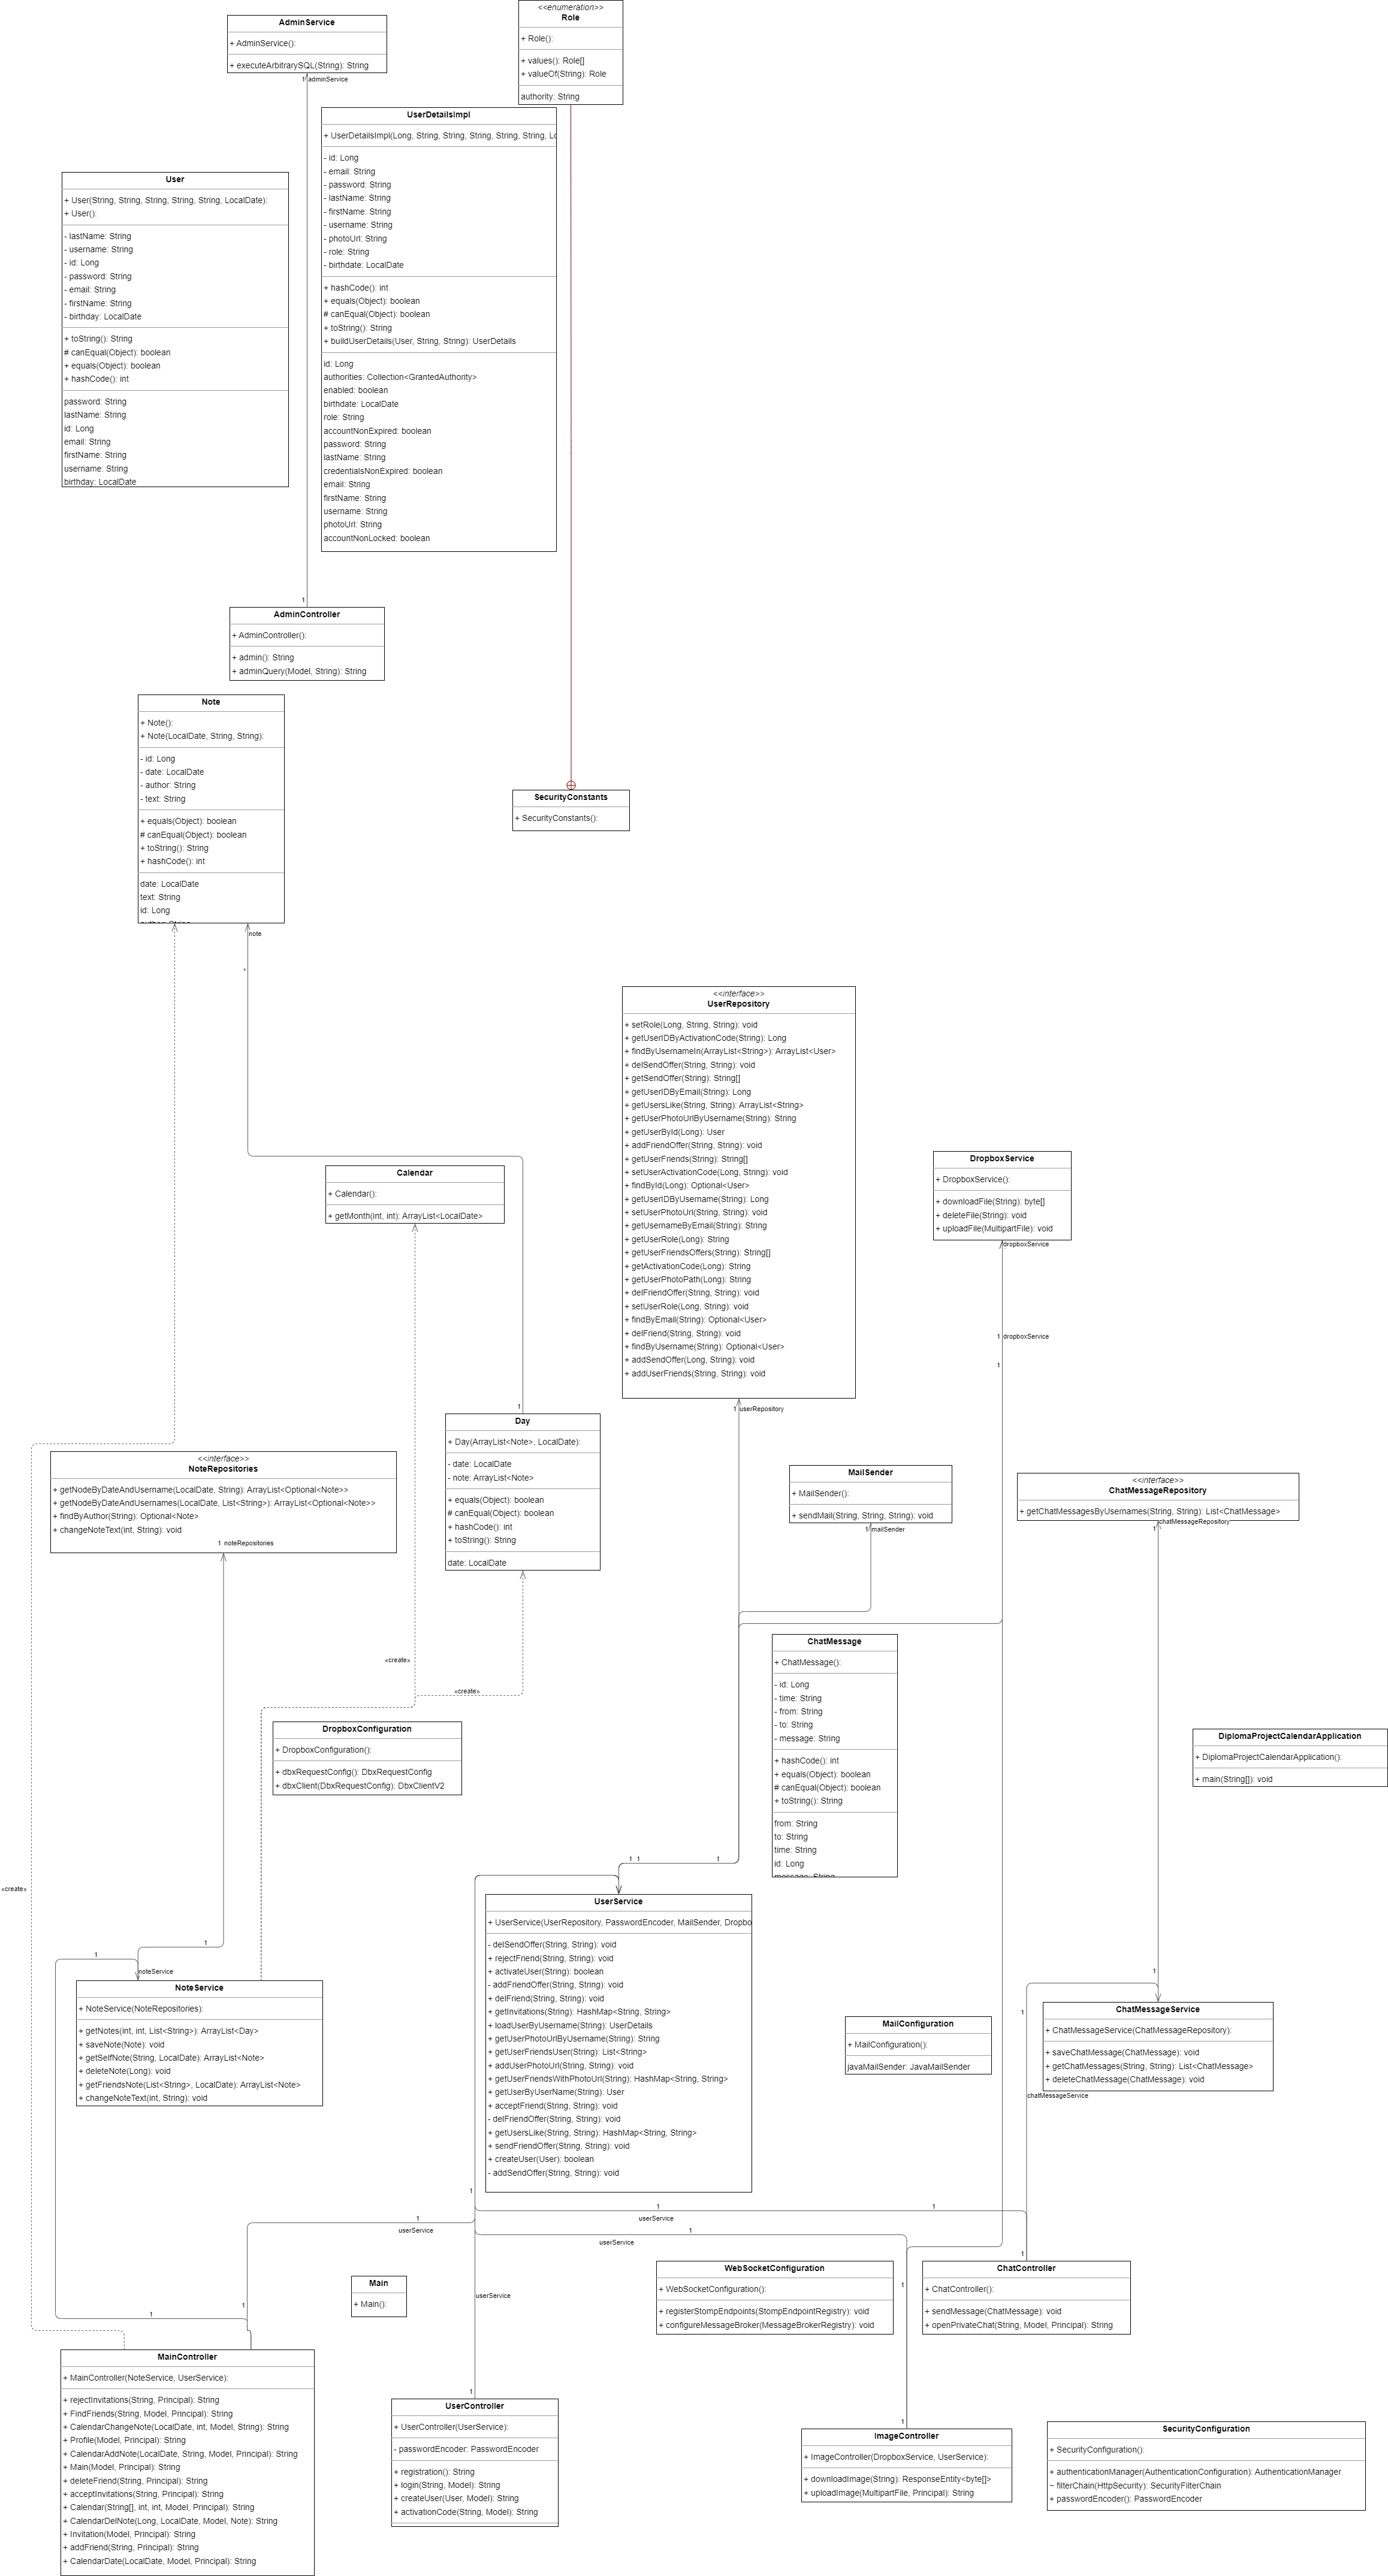 <<enumeration>>
Role
+ Role():
+ values(): Role[]
+ valueOf(String): Role
authority: String
AdminService
+ AdminService():
+ executeArbitrarySQL(String): String
1 adminService
UserDetailsImpl
+ UserDetailsImpl(Long, String, String, String, String, String, Lo
- id: Long
- email: String
- password: String
- lastName: String
- firstName: String
- username: String
- photoUrl: String
- role: String
- birthdate: LocalDate
+ hashCode(): int
+ equals(Object): boolean
# canEqual(Object): boolean
+ toString(): String
+ buildUserDetails(User, String, String): UserDetails
id: Long
authorities: Collection<GrantedAuthority>
enabled: boolean
birthdate: LocalDate
role: String
accountNonExpired: boolean
password: String
lastName: String
credentialsNonExpired: boolean
email: String
firstName: String
username: String
photoUrl: String
accountNonLocked: boolean
User
+ User(String, String, String, String, String, LocalDate):
+ User():
- lastName: String
- username: String
- id: Long
- password: String
- email: String
- firstName: String
- birthday: LocalDate
+ toString(): String
# canEqual(Object): boolean
+ equals(Object): boolean
+ hashCode(): int
password: String
lastName: String
id: Long
email: String
firstName: String
username: String
birthday: LocalDate
1
AdminController
+ AdminController():
+ admin(): String
+ adminQuery(Model, String): String
Note
+ Note():
+ Note(LocalDate, String, String):
- id: Long
- date: LocalDate
- author: String
- text: String
+ equals(Object): boolean
# canEqual(Object): boolean
+ toString(): String
+ hashCode(): int
date: LocalDate
text: String
id: Long
author: String
note
*
SecurityConstants
+ SecurityConstants():
<<interface>>
UserRepository
+ setRole(Long, String, String): void
+ getUserIDByActivationCode(String): Long
+ findByUsernameIn(ArrayList<String>): ArrayList<User>
+ delSendOffer(String, String): void
+ getSendOffer(String): String[]
+ getUserIDByEmail(String): Long
+ getUsersLike(String, String): ArrayList<String>
+ getUserPhotoUrlByUsername(String): String
+ getUserById(Long): User
+ addFriendOffer(String, String): void
+ getUserFriends(String): String[]
+ setUserActivationCode(Long, String): void
+ findById(Long): Optional<User>
+ getUserIDByUsername(String): Long
+ setUserPhotoUrl(String, String): void
+ getUsernameByEmail(String): String
+ getUserRole(Long): String
+ getUserFriendsOffers(String): String[]
+ getActivationCode(Long): String
+ getUserPhotoPath(Long): String
+ delFriendOffer(String, String): void
+ setUserRole(Long, String): void
+ findByEmail(String): Optional<User>
+ delFriend(String, String): void
+ findByUsername(String): Optional<User>
+ addSendOffer(Long, String): void
+ addUserFriends(String, String): void
1 userRepository
Calendar
+ Calendar():
+ getMonth(int, int): ArrayList<LocalDate>
DropboxService
+ DropboxService():
+ downloadFile(String): byte[]
+ deleteFile(String): void
+ uploadFile(MultipartFile): void
dropboxService
1 dropboxService
1
1
Day
+ Day(ArrayList<Note>, LocalDate):
- date: LocalDate
- note: ArrayList<Note>
+ equals(Object): boolean
# canEqual(Object): boolean
+ hashCode(): int
+ toString(): String
date: LocalDate
<<interface>>
NoteRepositories
+ getNodeByDateAndUsername(LocalDate, String): ArrayList<Optional<Note>>
+ getNodeByDateAndUsernames(LocalDate, List<String>): ArrayList<Optional<Note>>
+ findByAuthor(String): Optional<Note>
+ changeNoteText(int, String): void
1 noteRepositories
MailSender
+ MailSender():
+ sendMail(String, String, String): void
1 mailSender
<<interface>>
ChatMessageRepository
+ getChatMessagesByUsernames(String, String): List<ChatMessage>
chatMessageRepository
1
ChatMessage
+ ChatMessage():
- id: Long
- time: String
- from: String
- to: String
- message: String
+ hashCode(): int
+ equals(Object): boolean
# canEqual(Object): boolean
+ toString(): String
from: String
to: String
time: String
id: Long
message: String
«create»
«create»
DropboxConfiguration
+ DropboxConfiguration():
+ dbxRequestConfig(): DbxRequestConfig
+ dbxClient(DbxRequestConfig): DbxClientV2
DiplomaProjectCalendarApplication
+ DiplomaProjectCalendarApplication():
+ main(String[]): void
1 1
1
«create»
UserService
+ UserService(UserRepository, PasswordEncoder, MailSender, Dropbo
- delSendOffer(String, String): void
+ rejectFriend(String, String): void
+ activateUser(String): boolean
- addFriendOffer(String, String): void
+ delFriend(String, String): void
+ getInvitations(String): HashMap<String, String>
+ loadUserByUsername(String): UserDetails
+ getUserPhotoUrlByUsername(String): String
+ getUserFriendsUser(String): List<String>
+ addUserPhotoUrl(String, String): void
+ getUserFriendsWithPhotoUrl(String): HashMap<String, String>
+ getUserByUserName(String): User
+ acceptFriend(String, String): void
- delFriendOffer(String, String): void
+ getUsersLike(String, String): HashMap<String, String>
+ sendFriendOffer(String, String): void
+ createUser(User): boolean
- addSendOffer(String, String): void
1
1
noteService
NoteService
+ NoteService(NoteRepositories):
+ getNotes(int, int, List<String>): ArrayList<Day>
+ saveNote(Note): void
+ getSelfNote(String, LocalDate): ArrayList<Note>
+ deleteNote(Long): void
+ getFriendsNote(List<String>, LocalDate): ArrayList<Note>
+ changeNoteText(int, String): void
1
1
ChatMessageService
+ ChatMessageService(ChatMessageRepository):
+ saveChatMessage(ChatMessage): void
+ getChatMessages(String, String): List<ChatMessage>
+ deleteChatMessage(ChatMessage): void
chatMessageService
MailConfiguration
+ MailConfiguration():
javaMailSender: JavaMailSender
1
1
1
userService
1
userService
1
userService
1
WebSocketConfiguration
+ WebSocketConfiguration():
+ registerStompEndpoints(StompEndpointRegistry): void
+ configureMessageBroker(MessageBrokerRegistry): void
ChatController
+ ChatController():
+ sendMessage(ChatMessage): void
+ openPrivateChat(String, Model, Principal): String
Main
+ Main():
userService
1
1
1
MainController
+ MainController(NoteService, UserService):
+ rejectInvitations(String, Principal): String
+ FindFriends(String, Model, Principal): String
+ CalendarChangeNote(LocalDate, int, Model, String): String
+ Profile(Model, Principal): String
+ CalendarAddNote(LocalDate, String, Model, Principal): String
+ Main(Model, Principal): String
+ deleteFriend(String, Principal): String
+ acceptInvitations(String, Principal): String
+ Calendar(String[], int, int, Model, Principal): String
+ CalendarDelNote(Long, LocalDate, Model, Note): String
+ Invitation(Model, Principal): String
+ addFriend(String, Principal): String
+ CalendarDate(LocalDate, Model, Principal): String
1
UserController
+ UserController(UserService):
- passwordEncoder: PasswordEncoder
+ registration(): String
+ login(String, Model): String
+ createUser(User, Model): String
+ activationCode(String, Model): String
1
ImageController
+ ImageController(DropboxService, UserService):
+ downloadImage(String): ResponseEntity<byte[]>
+ uploadImage(MultipartFile, Principal): String
SecurityConfiguration
+ SecurityConfiguration():
+ authenticationManager(AuthenticationConfiguration): AuthenticationManager
~ filterChain(HttpSecurity): SecurityFilterChain
+ passwordEncoder(): PasswordEncoder